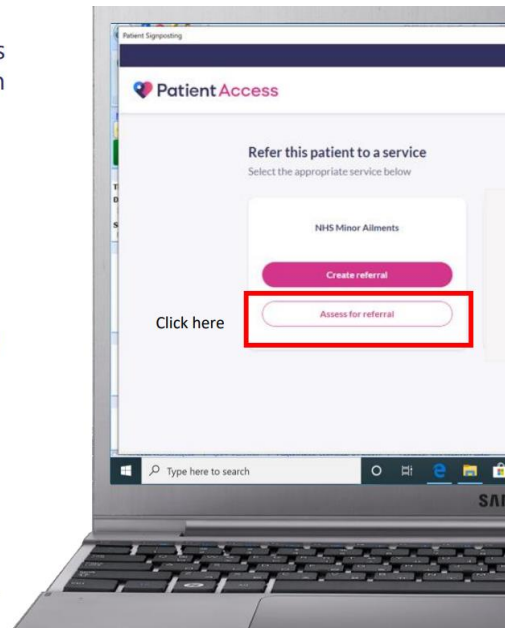 s
n
Patient Signposting
Patient Access
Refer this patient to a service
Select the appropriate service below
NHS Minor Ailments
Create referral
Assess for referral
Click here
Type here to search